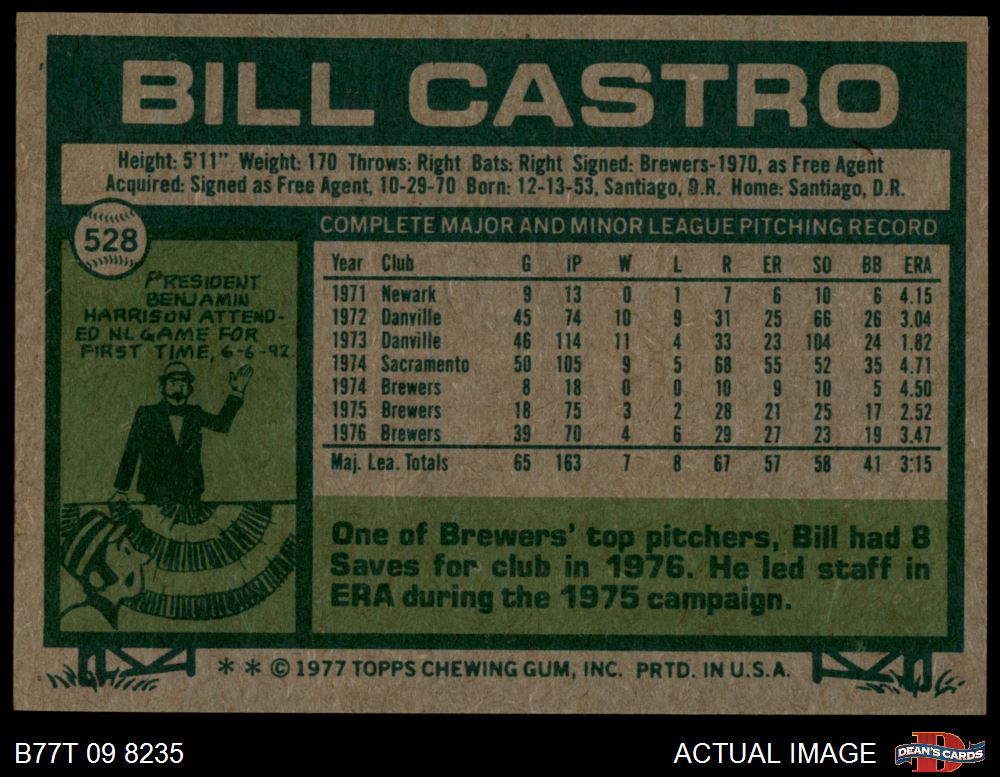 BILL CASTRO
Height: 5'11" Weight: 170 Throws: Right Bats: Right Signed: Brewers-1970, as Free Agent
Acquired: Signed as Free Agent, 10-29-70 Born: 12-13-53, Santiago, D.R. Home: Santiago, D.R.
528
PRESIDENT
BENJAMIN
HARRISON ATTEND-
ED NL GAME FOR
FIRST TIME, 6-6-92.
COMPLETE MAJOR AND MINOR LEAGUE PITCHING RECORD
Year Club G IP W L R ER SO BB ERA
1971 Newark 9 13 0 1 7 6 10 6 4.15
1972 Danville 45 74 10 9 31 25 66 26 3.04
1973 Danville 46 114 11 4 33 23 104 24 1.82
1974 Sacramento 50 105 9 5 68 55 52 35 4.71
1974 Brewers 8 18 0 0 10 9 10 5 4.50
1975 Brewers 18 75 3 2 28 21 25 17 2.52
1976 Brewers 39 70 4 6 29 27 23 19 3.47
Maj. Lea. Totals 65 163 7 8 67 57 58 41 3.15
One of Brewers' top pitchers, Bill had 8
Saves for club in 1976. He led staff in
ERA during the 1975 campaign.
* * © 1977 TOPPS CHEWING GUM, INC. PRTD. IN U.S.A.
B77T 09 8235
ACTUAL IMAGE
D
DEAN'S CARDS